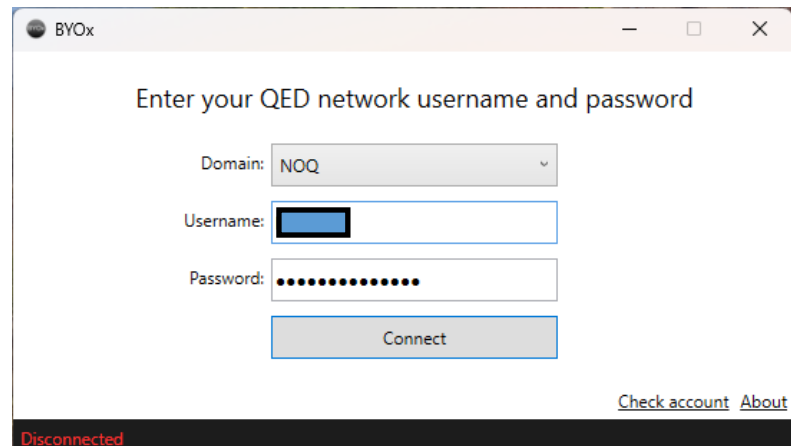 BYOx
Enter your QED network username and password
Domain: NOQ
Username:
Password: ••••••••••••••
Connect
Check account About
Disconnected